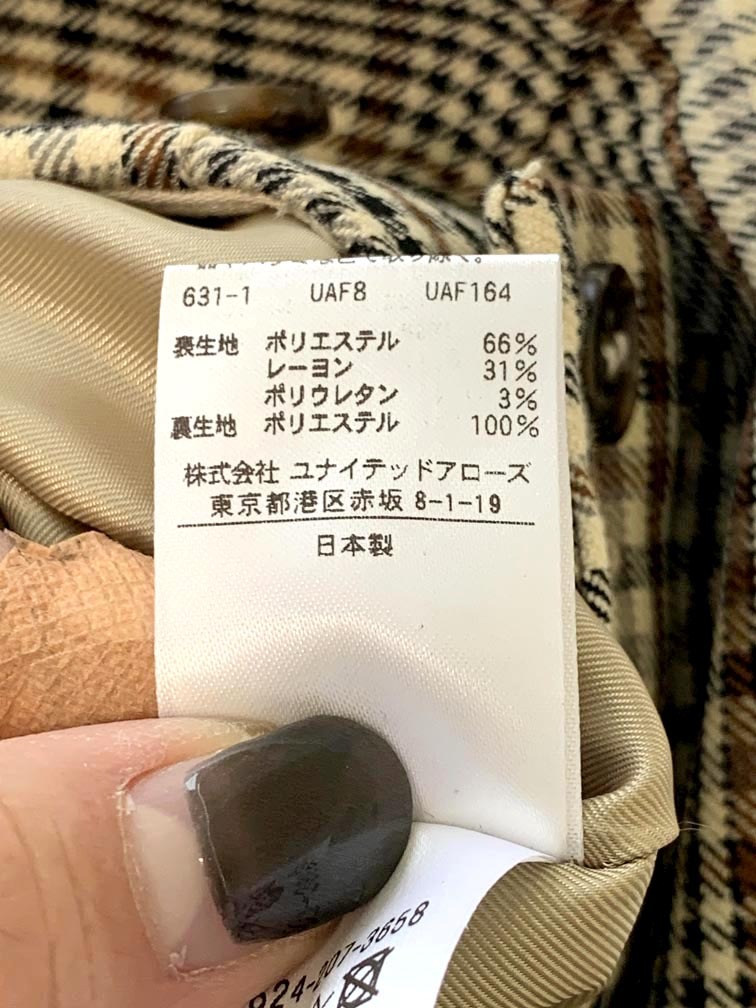 631-1 UAF8 UAF164
表生地 ポリエステル 66%
レーヨン 31%
ポリウレタン 3%
裏生地 ポリエステル 100%
株式会社 ユナイテッドアローズ
東京都港区赤坂 8-1-19
日本製
924-207-3658